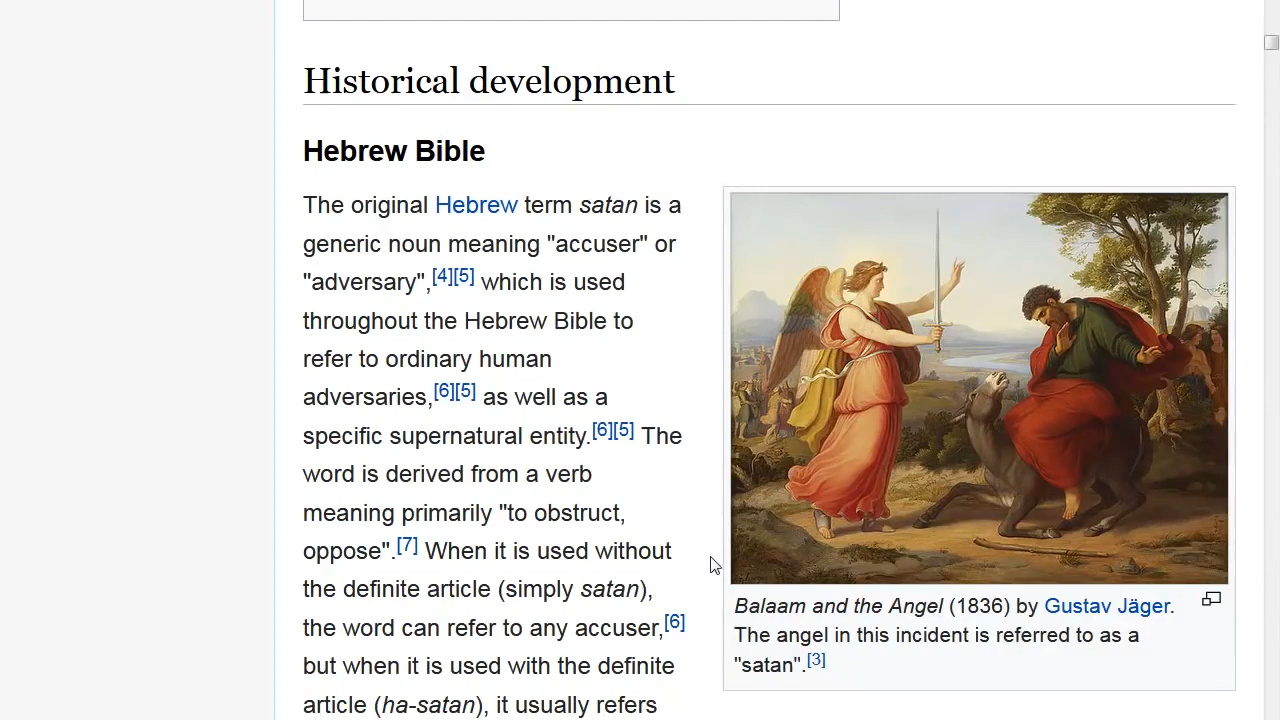 Historical development
Hebrew Bible
The original Hebrew term satan is a
generic noun meaning "accuser" or
"adversary",[4][5] which is used
throughout the Hebrew Bible to
refer to ordinary human
adversaries,[6][5] as well as a
specific supernatural entity.[6][5] The
word is derived from a verb
meaning primarily "to obstruct,
oppose".[7] When it is used without
the definite article (simply satan),
the word can refer to any accuser,[6]
but when it is used with the definite
article (ha-satan), it usually refers
Balaam and the Angel (1836) by Gustav Jäger.
The angel in this incident is referred to as a
"satan".[3]